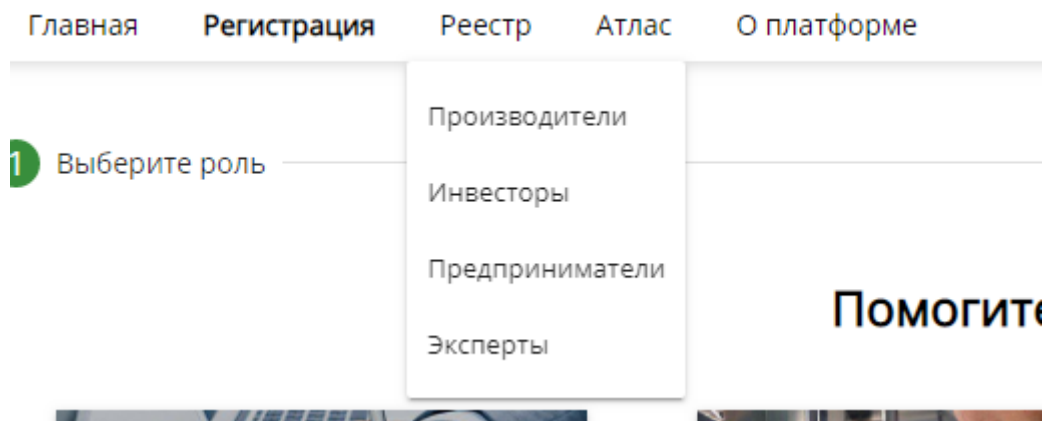 Главная Регистрация Реестр Атлас О платформе
Производители
1 Выберите роль
Инвесторы
Предприниматели
Помогите
Эксперты